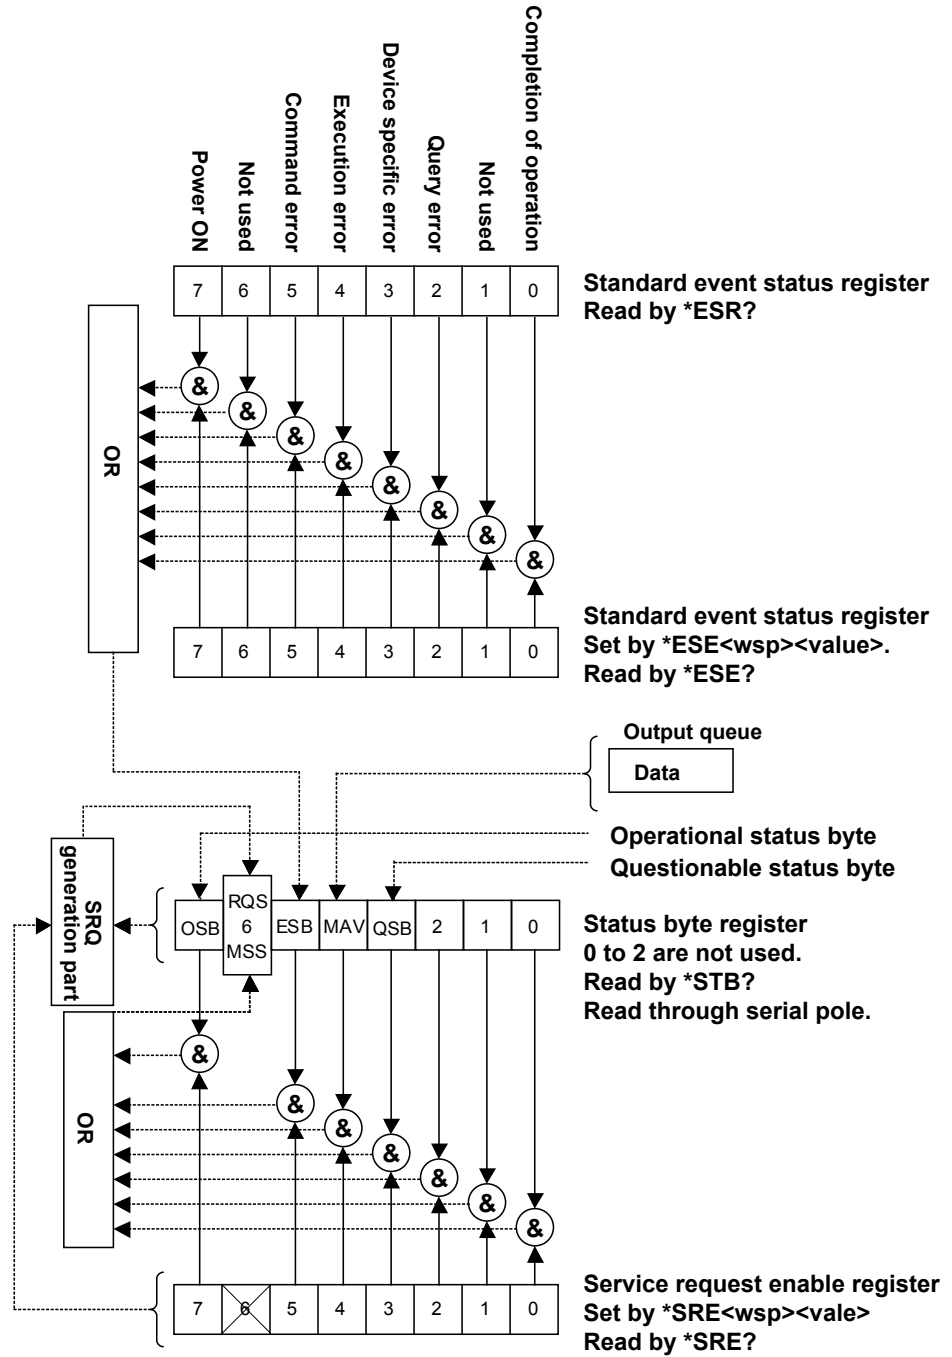 Power ON
Not used
Command error
Execution error
Device specific error
Query error
Not used
Completion of operation
7 6 5 4 3 2 1 0
Standard event status register
Read by *ESR?
&
&
&
&
&
&
&
&
OR
7 6 5 4 3 2 1 0
Standard event status register
Set by *ESE<wsp><value>.
Read by *ESE?
Output queue
Data
Operational status byte
Questionable status byte
SRQ
generation part
OSB
RQS
6
MSS
ESB MAV QSB 2 1 0
Status byte register
0 to 2 are not used.
Read by *STB?
Read through serial pole.
&
&
&
&
&
&
&
OR
7 6 5 4 3 2 1 0
Service request enable register
Set by *SRE<wsp><vale>
Read by *SRE?